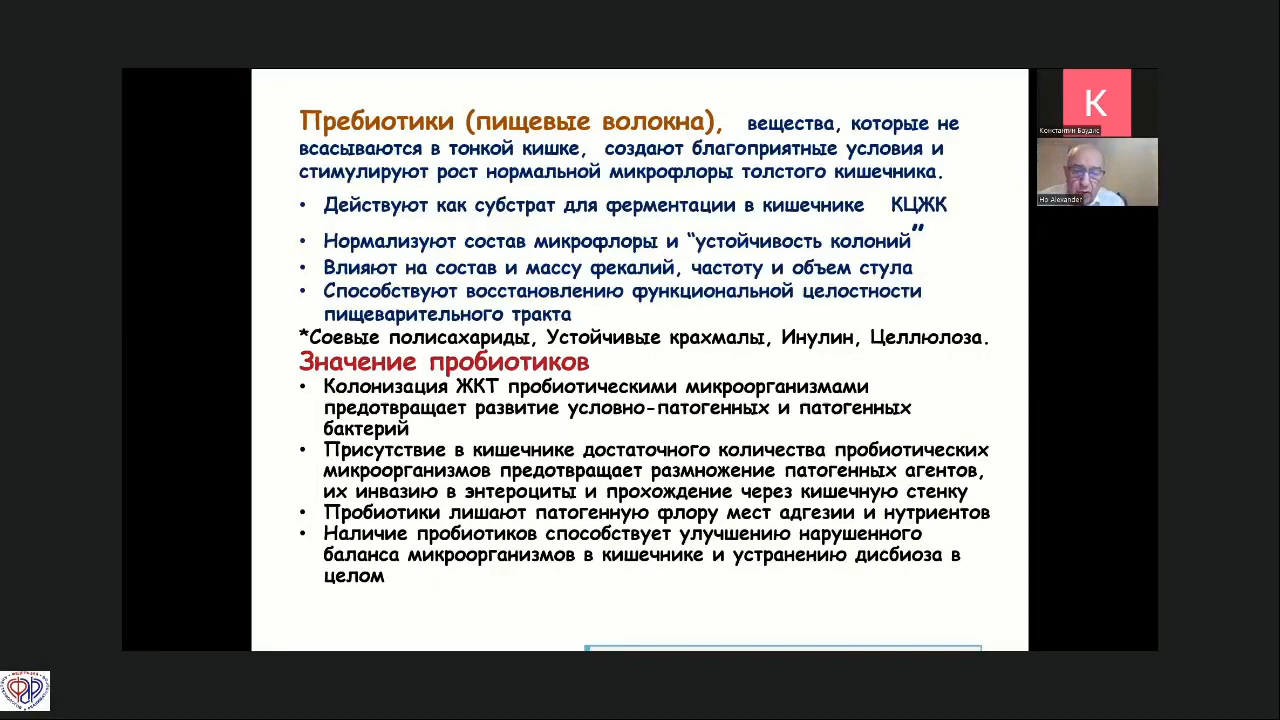 Пребиотики (пищевые волокна), вещества, которые не
всасываются в тонкой кишке, создают благоприятные условия и
стимулируют рост нормальной микрофлоры толстого кишечника.
• Действуют как субстрат для ферментации в кишечнике КЦЖК
• Нормализуют состав микрофлоры и “устойчивость колоний”
• Влияют на состав и массу фекалий, частоту и объем стула
• Способствуют восстановлению функциональной целостности
пищеварительного тракта
*Соевые полисахариды, Устойчивые крахмалы, Инулин, Целлюлоза.
Значение пробиотиков
• Колонизация ЖКТ пробиотическими микроорганизмами
предотвращает развитие условно-патогенных и патогенных
бактерий
• Присутствие в кишечнике достаточного количества пробиотических
микроорганизмов предотвращает размножение патогенных агентов,
их инвазию в энтероциты и прохождение через кишечную стенку
• Пробиотики лишают патогенную флору мест адгезии и нутриентов
• Наличие пробиотиков способствует улучшению нарушенного
баланса микроорганизмов в кишечнике и устранению дисбиоза в
целом
К
Константин Баудис
Alexander